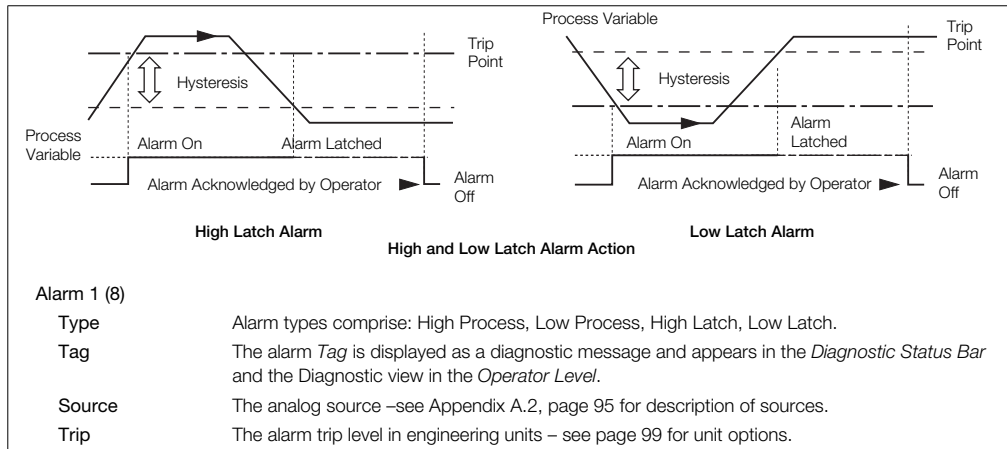 Trip
Point
Hysteresis
Process
Variable
Alarm On
Alarm Latched
Alarm Acknowledged by Operator
Alarm
Off
High Latch Alarm
Process Variable
Trip
Point
Hysteresis
Alarm On
Alarm
Latched
Alarm Acknowledged by Operator
Alarm
Off
Low Latch Alarm
High and Low Latch Alarm Action
Alarm 1 (8)
Type Alarm types comprise: High Process, Low Process, High Latch, Low Latch.
Tag The alarm Tag is displayed as a diagnostic message and appears in the Diagnostic Status Bar
and the Diagnostic view in the Operator Level.
Source The analog source –see Appendix A.2, page 95 for description of sources.
Trip The alarm trip level in engineering units – see page 99 for unit options.